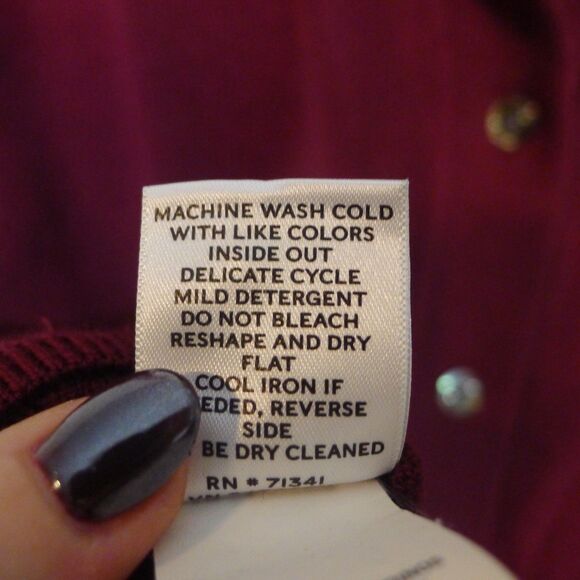 MACHINE WASH COLD
WITH LIKE COLORS
INSIDE OUT
DELICATE CYCLE
MILD DETERGENT
DO NOT BLEACH
RESHAPE AND DRY
FLAT
COOL IRON IF
EDED, REVERSE
SIDE
BE DRY CLEANED
RN # 71341